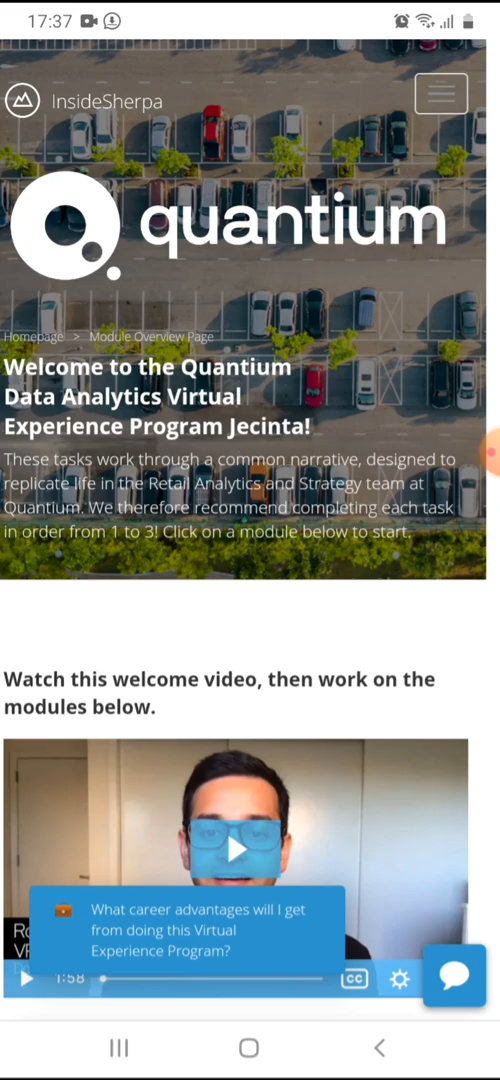 17:37
InsideSherpa
quantium
Homepage > Module Overview Page
Welcome to the Quantium
Data Analytics Virtual
Experience Program Jecinta!
These tasks work through a common narrative, designed to
replicate life in the Retail Analytics and Strategy team at
Quantium. We therefore recommend completing each task
in order from 1 to 3! Click on a module below to start.
Watch this welcome video, then work on the
modules below.
What career advantages will I get
from doing this Virtual
Experience Program?
1:58
CC